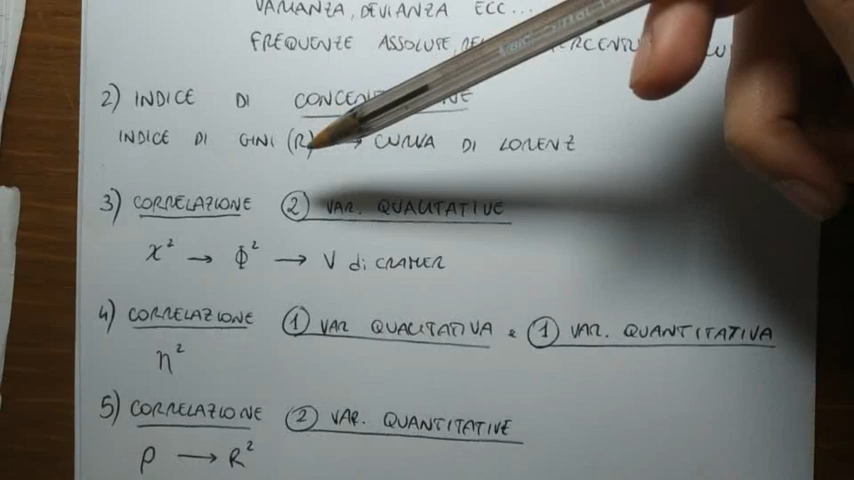 VARIANZA, DEVIANZA ECC...
FREQUENZE ASSOLUTE,
2) INDICE DI
INDICE DI GINI (R) → CURVA DI LORENZ
3) CORRELAZIONE 2 VAR. QUALITATIVE
χ² → Φ² → V di CRAMER
4) CORRELAZIONE 1 VAR QUALITATIVA e 1 VAR. QUANTITATIVA
η²
5) CORRELAZIONE 2 VAR. QUANTITATIVE
ρ → R²